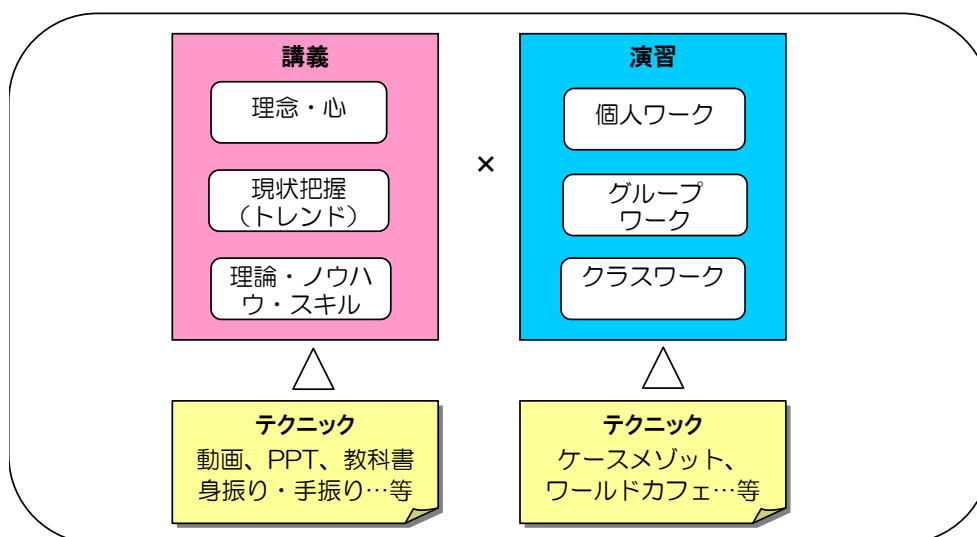 講義
理念・心
現状把握
（トレンド）
理論・ノウハ
ウ・スキル
×
演習
個人ワーク
グループ
ワーク
クラスワーク
テクニック
動画、PPT、教科書
身振り・手振り…等
テクニック
ケースメゾット、
ワールドカフェ…等